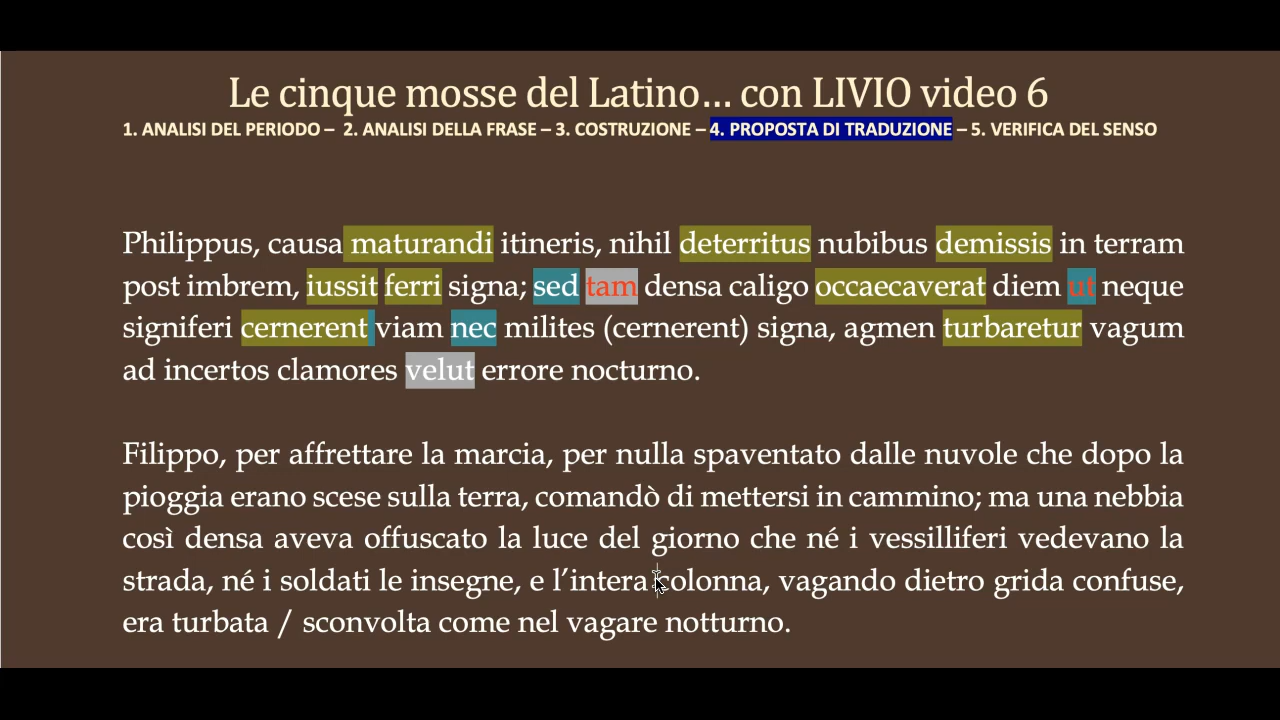 Le cinque mosse del Latino… con LIVIO video 6
1. ANALISI DEL PERIODO – 2. ANALISI DELLA FRASE – 3. COSTRUZIONE – 4. PROPOSTA DI TRADUZIONE – 5. VERIFICA DEL SENSO
Philippus, causa maturandi itineris, nihil deterritus nubibus demissis in terram
post imbrem, iussit ferri signa; sed tam densa caligo occaecaverat diem ut neque
signiferi cernerent viam nec milites (cernerent) signa, agmen turbaretur vagum
ad incertos clamores velut errore nocturno.
Filippo, per affrettare la marcia, per nulla spaventato dalle nuvole che dopo la
pioggia erano scese sulla terra, comandò di mettersi in cammino; ma una nebbia
così densa aveva offuscato la luce del giorno che né i vessilliferi vedevano la
strada, né i soldati le insegne, e l’intera colonna, vagando dietro grida confuse,
era turbata / sconvolta come nel vagare notturno.